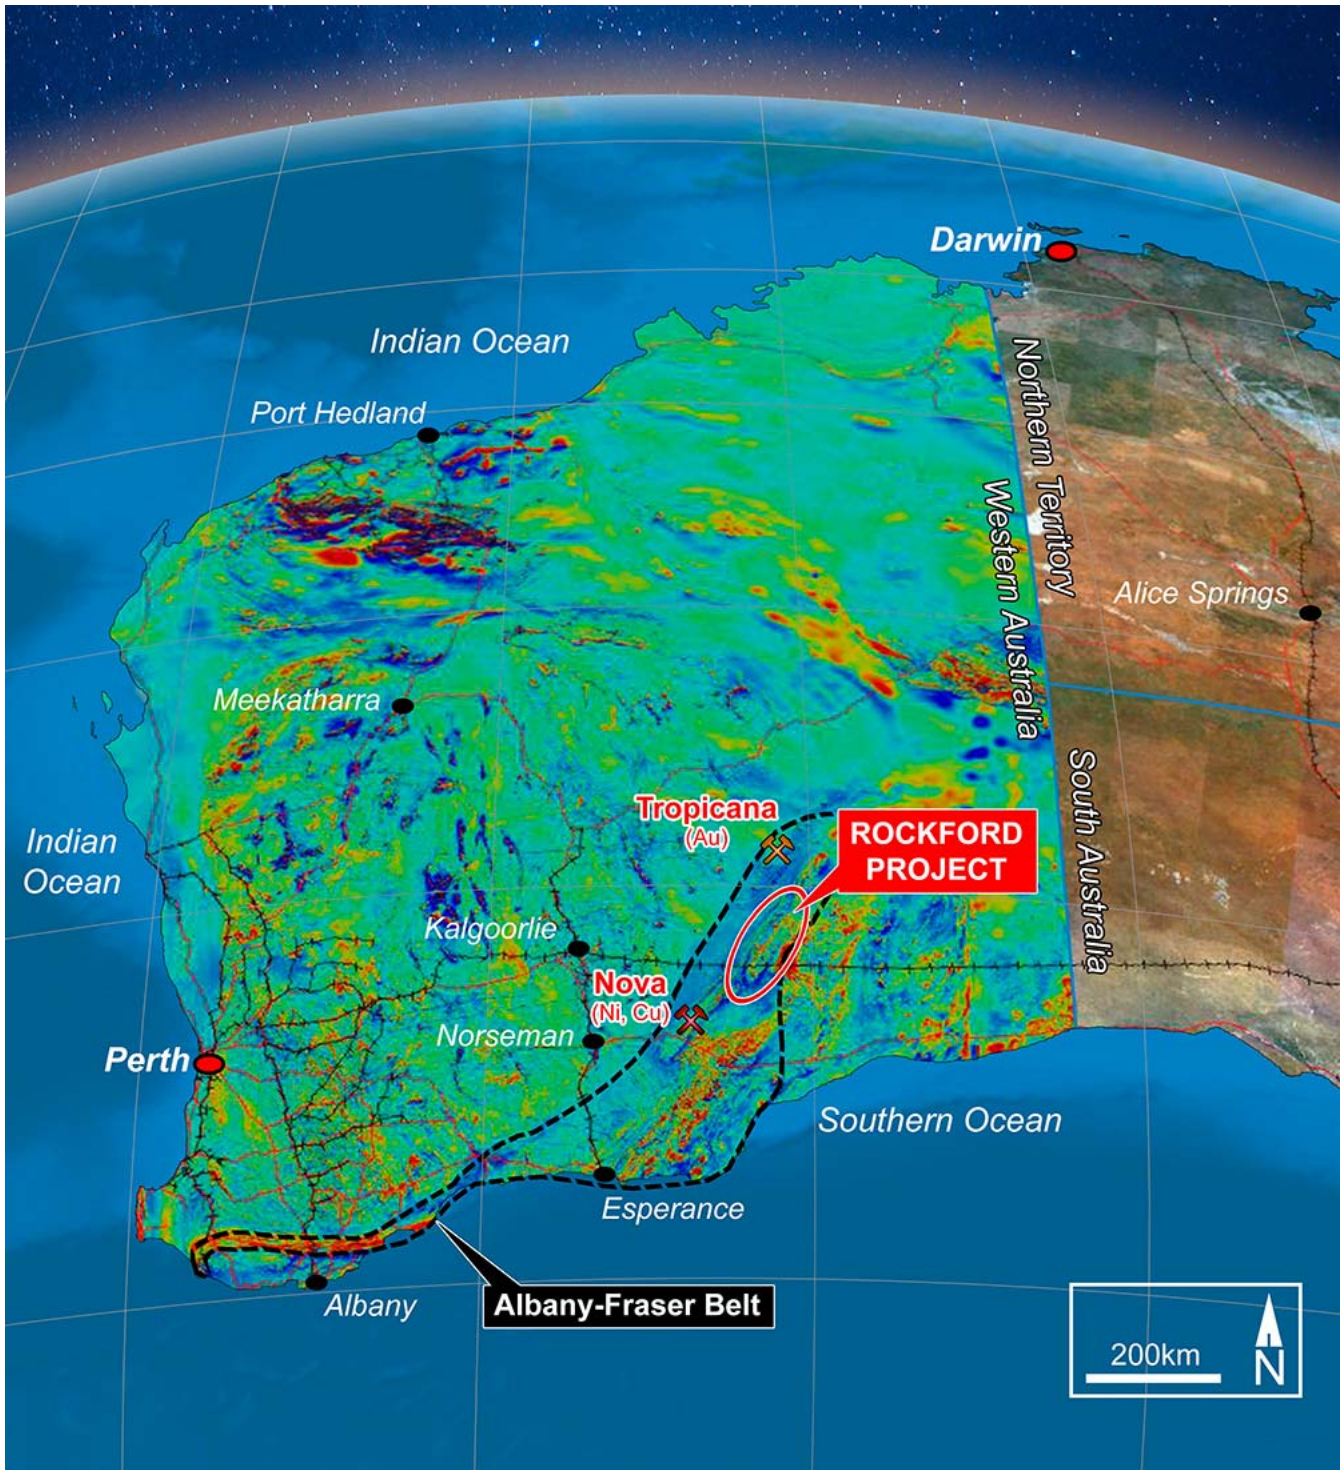 Darwin
Indian Ocean
Port Hedland
Northern Territory
Western Australia
Alice Springs
Meekatharra
South Australia
Tropicana
(Au)
ROCKFORD
PROJECT
Indian
Ocean
Kalgoorlie
Nova
(Ni, Cu)
Norseman
Perth
Southern Ocean
Esperance
Albany
Albany-Fraser Belt
200km
N